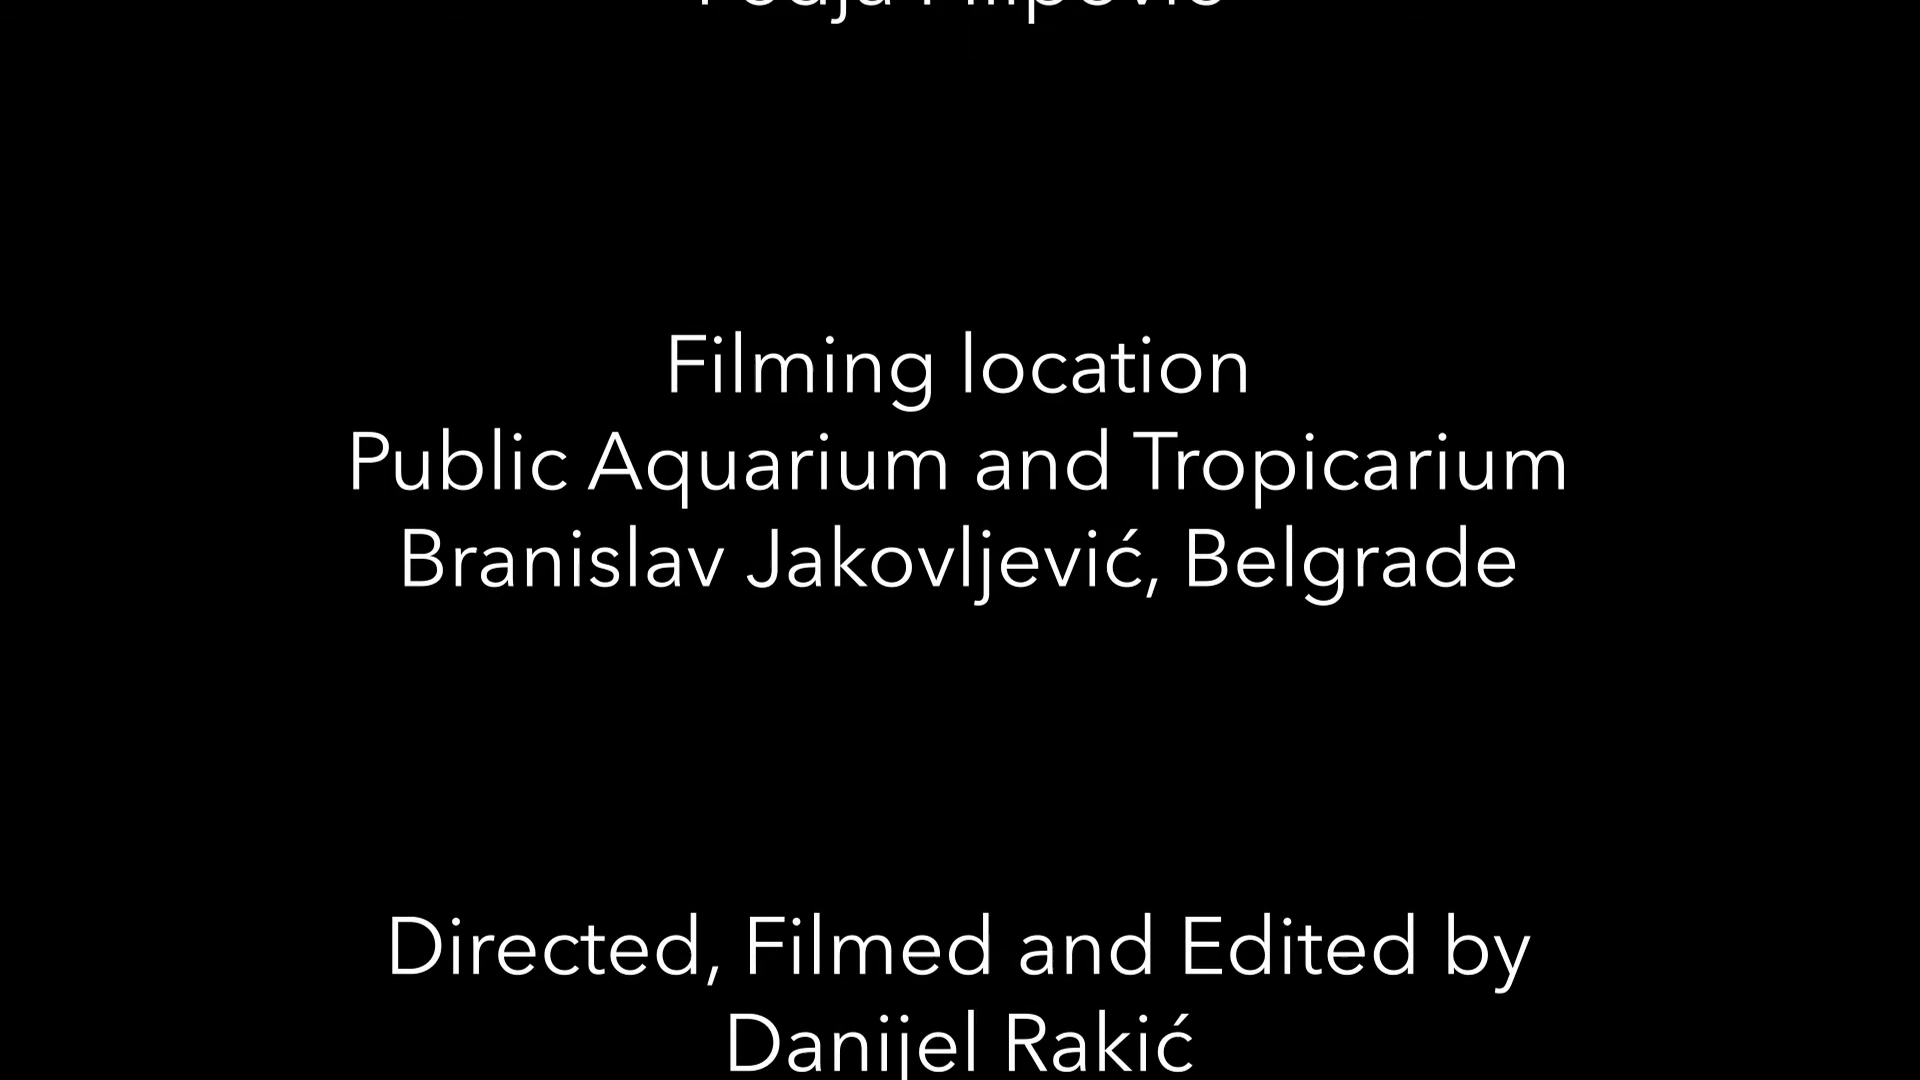 Filming location
Public Aquarium and Tropicarium
Branislav Jakovljević, Belgrade
Directed, Filmed and Edited by
Danijel Rakić